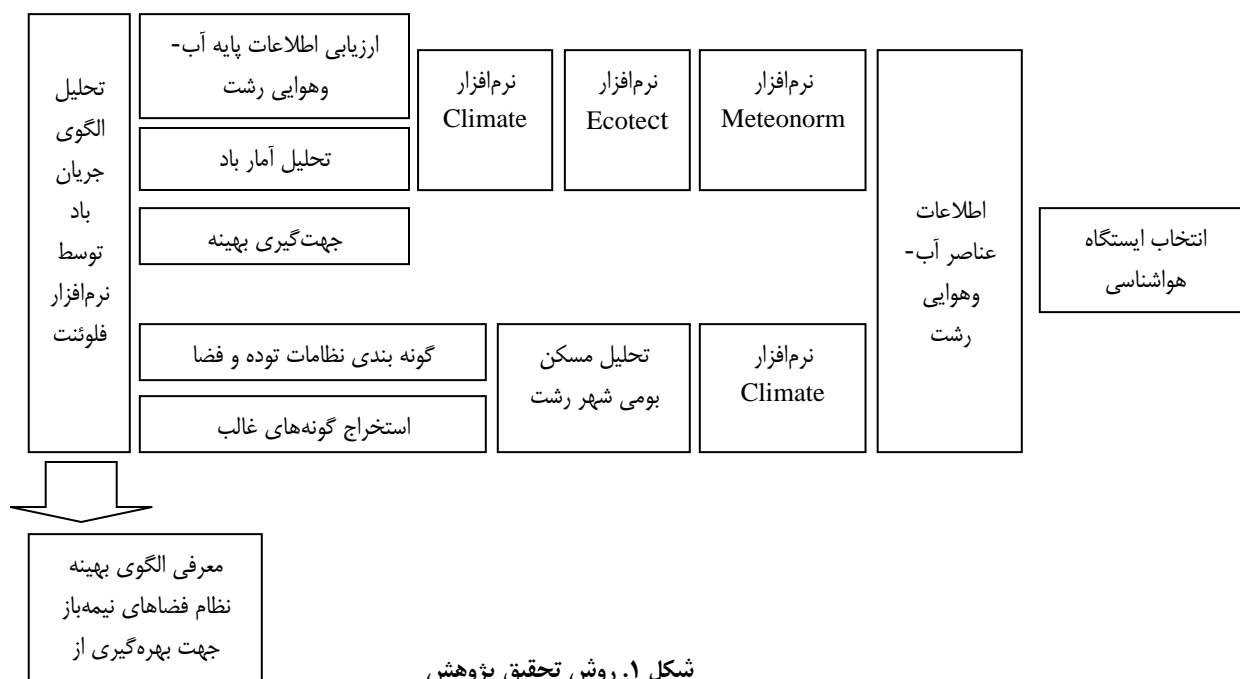 انتخاب ایستگاه
هواشناسی
اطلاعات
عناصر آب-
وهوایی
رشت
نرم‌افزار
Meteonorm
نرم‌افزار
Ecotect
نرم‌افزار
Climate
ارزیابی اطلاعات پایه آب-
وهوایی رشت
تحلیل آمار باد
جهت‌گیری بهینه
نرم‌افزار
Climate
تحلیل مسکن
بومی شهر رشت
گونه بندی نظامات توده و فضا
استخراج گونه‌های غالب
تحلیل
الگوی
جریان
باد
توسط
نرم‌افزار
فلوئنت
معرفی الگوی بهینه
نظام فضاهای نیمه‌باز
جهت بهره‌گیری از
شکل ۱. روش تحقیق پژوهش